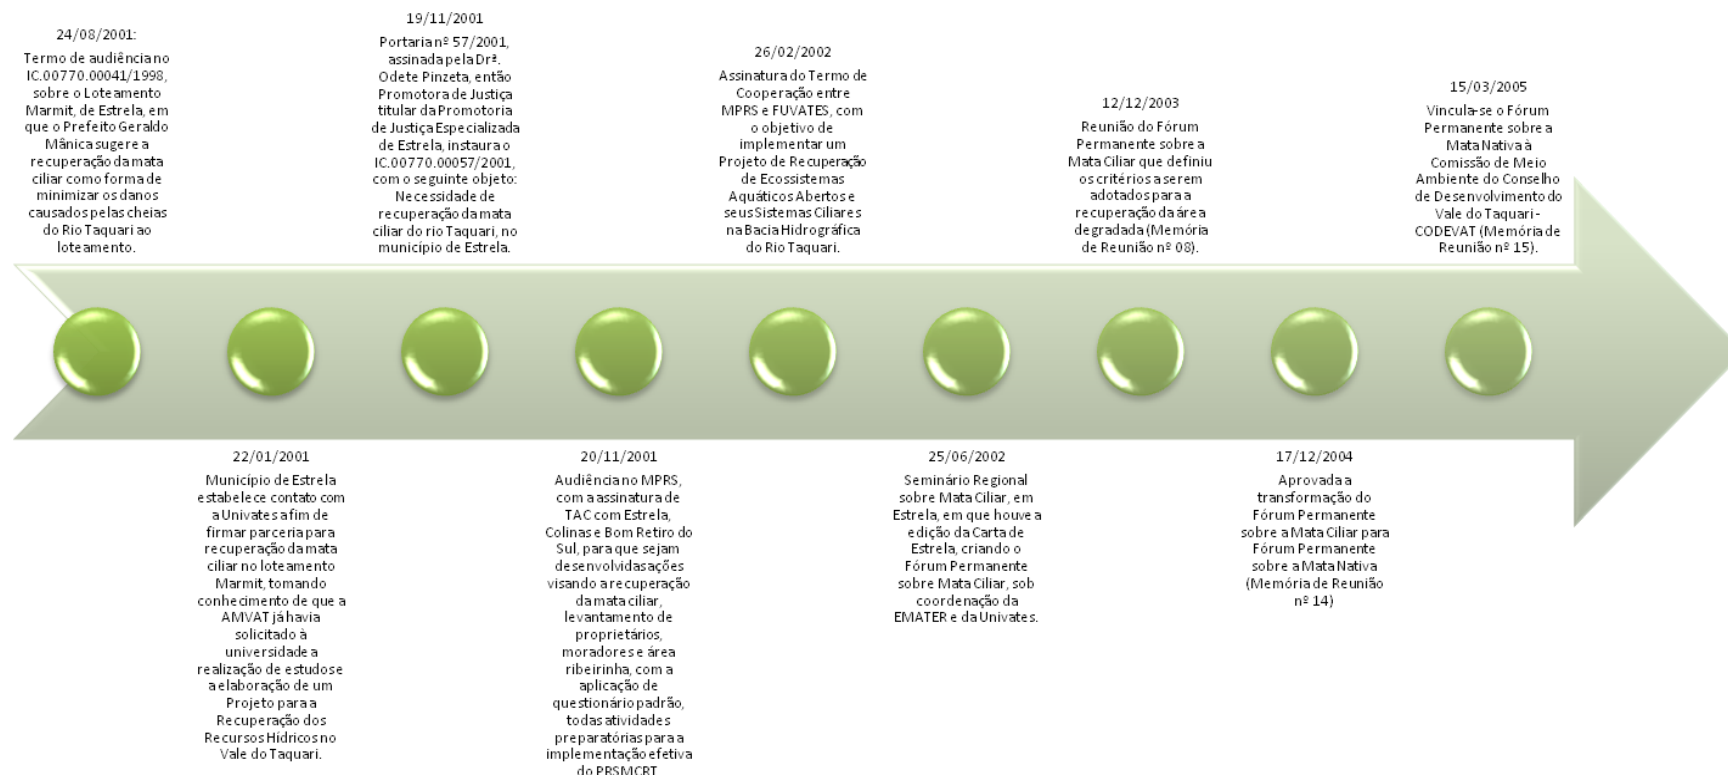 24/08/2001:
Termo de audiência no
IC.00770.00041/1998,
sobre o Loteamento
Marmit, de Estrela, em
que o Prefeito Geraldo
Mânica sugere a
recuperação da mata
ciliar como forma de
minimizar os danos
causados pelas cheias
do Rio Taquari ao
loteamento.
22/01/2001
Município de Estrela
estabelece contato com
a Univates a fim de
firmar parceria para
recuperação da mata
ciliar no loteamento
Marmit, tomando
conhecimento de que a
AMVAT já havia
solicitado à
universidade a
realização de estudos e
a elaboração de um
Projeto para a
Recuperação dos
Recursos Hídricos no
Vale do Taquari.
19/11/2001
Portaria nº 57/2001,
assinada pela Drª.
Odete Pinzeta, então
Promotora de Justiça
titular da Promotoria
de Justiça Especializada
de Estrela, instaura o
IC.00770.00057/2001,
com o seguinte objeto:
Necessidade de
recuperação da mata
ciliar do rio Taquari, no
município de Estrela.
20/11/2001
Audiência no MPRS,
com a assinatura de
TAC com Estrela,
Colinas e Bom Retiro do
Sul, para que sejam
desenvolvidas ações
visando a recuperação
da mata ciliar,
levantamento de
proprietários,
moradores e área
ribeirinha, com a
aplicação de
questionário padrão,
todas atividades
preparatórias para a
implementação efetiva
do PRSMCRT
26/02/2002
Assinatura do Termo de
Cooperação entre
MPRS e FUVATES, com
o objetivo de
implementar um
Projeto de Recuperação
de Ecossistemas
Aquáticos Abertos e
seus Sistemas Ciliares
na Bacia Hidrográfica
do Rio Taquari.
25/06/2002
Seminário Regional
sobre Mata Ciliar, em
Estrela, em que houve a
edição da Carta de
Estrela, criando o
Fórum Permanente
sobre Mata Ciliar, sob
coordenação da
EMATER e da Univates.
12/12/2003
Reunião do Fórum
Permanente sobre a
Mata Ciliar que definiu
os critérios a serem
adotados para a
recuperação da área
degradada (Memória
de Reunião nº 08).
17/12/2004
Aprovada a
transformação do
Fórum Permanente
sobre a Mata Ciliar para
Fórum Permanente
sobre a Mata Nativa
(Memória de Reunião
nº 14)
15/03/2005
Vincula-se o Fórum
Permanente sobre a
Mata Nativa à
Comissão de Meio
Ambiente do Conselho
de Desenvolvimento do
Vale do Taquari -
CODEVAT (Memória de
Reunião nº 15).